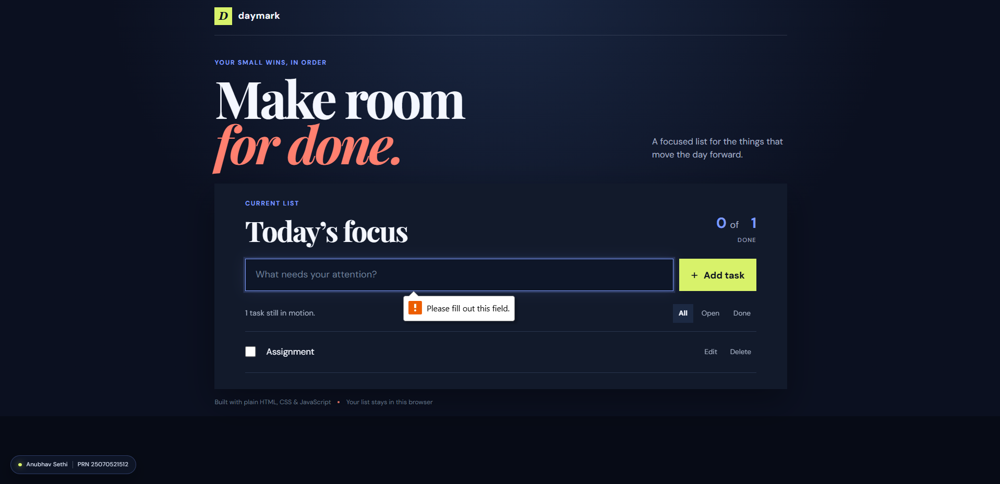 D daymark
YOUR SMALL WINS, IN ORDER
Make room
for done.
A focused list for the things that
move the day forward.
CURRENT LIST
Today’s focus
0 of 1
DONE
What needs your attention?
+ Add task
Please fill out this field.
1 task still in motion.
All Open Done
Assignment
Edit Delete
Built with plain HTML, CSS & JavaScript • Your list stays in this browser
Anubhav Sethi | PRN 25070521512